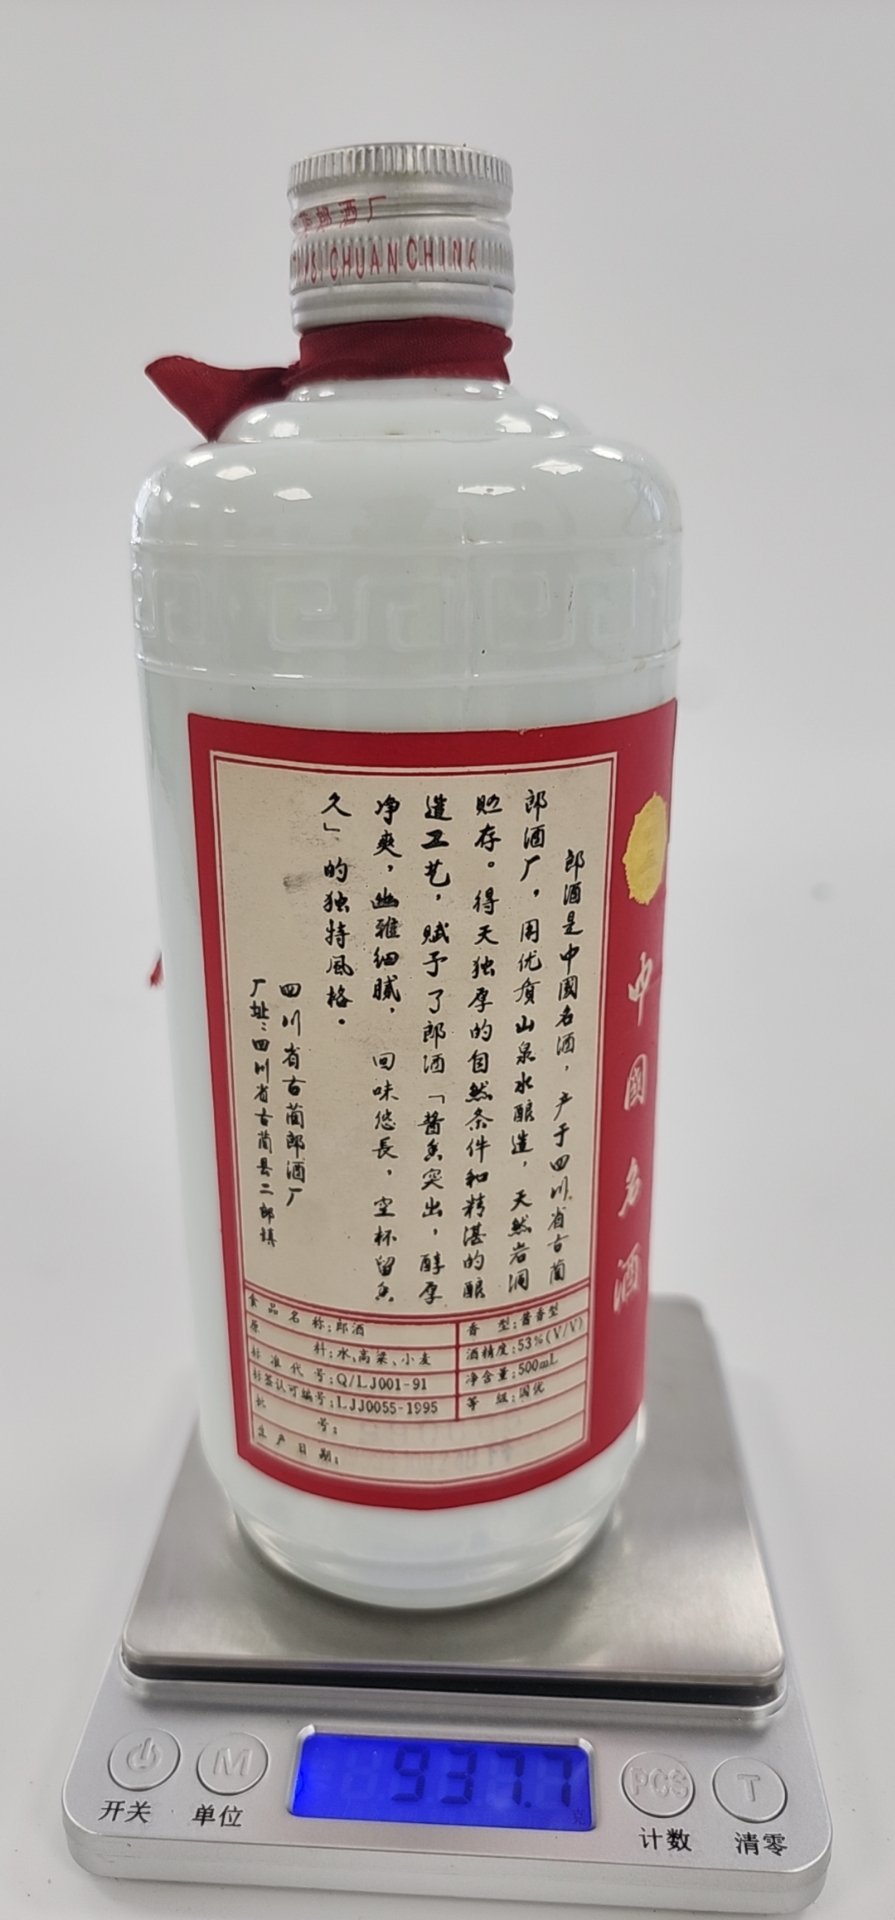 郎酒厂
SICHUANCHINA
郎酒是中國名酒，产于四川省古蔺
郎酒厂，用优质山泉水酿造，天然岩洞
贮存。得天独厚的自然条件和精湛的酿
造工艺，赋予了郎酒「酱香突出，醇厚
净爽，幽雅细腻，回味悠長，空杯留香
久」的独特风格。
四川省古蔺郎酒厂
厂址：四川省古蔺县二郎镇
中國名酒
食品名称：郎酒
香型：酱香型
原料：水、高粱、小麦
酒精度：53%(V/V)
标准代号：Q/LJ001-91
净含量：500mL
标签认可编号：LJJ0055-1995
等级：国优
批号：
生产日期：
937.7
克
M
PCS
T
开关
单位
计数
清零